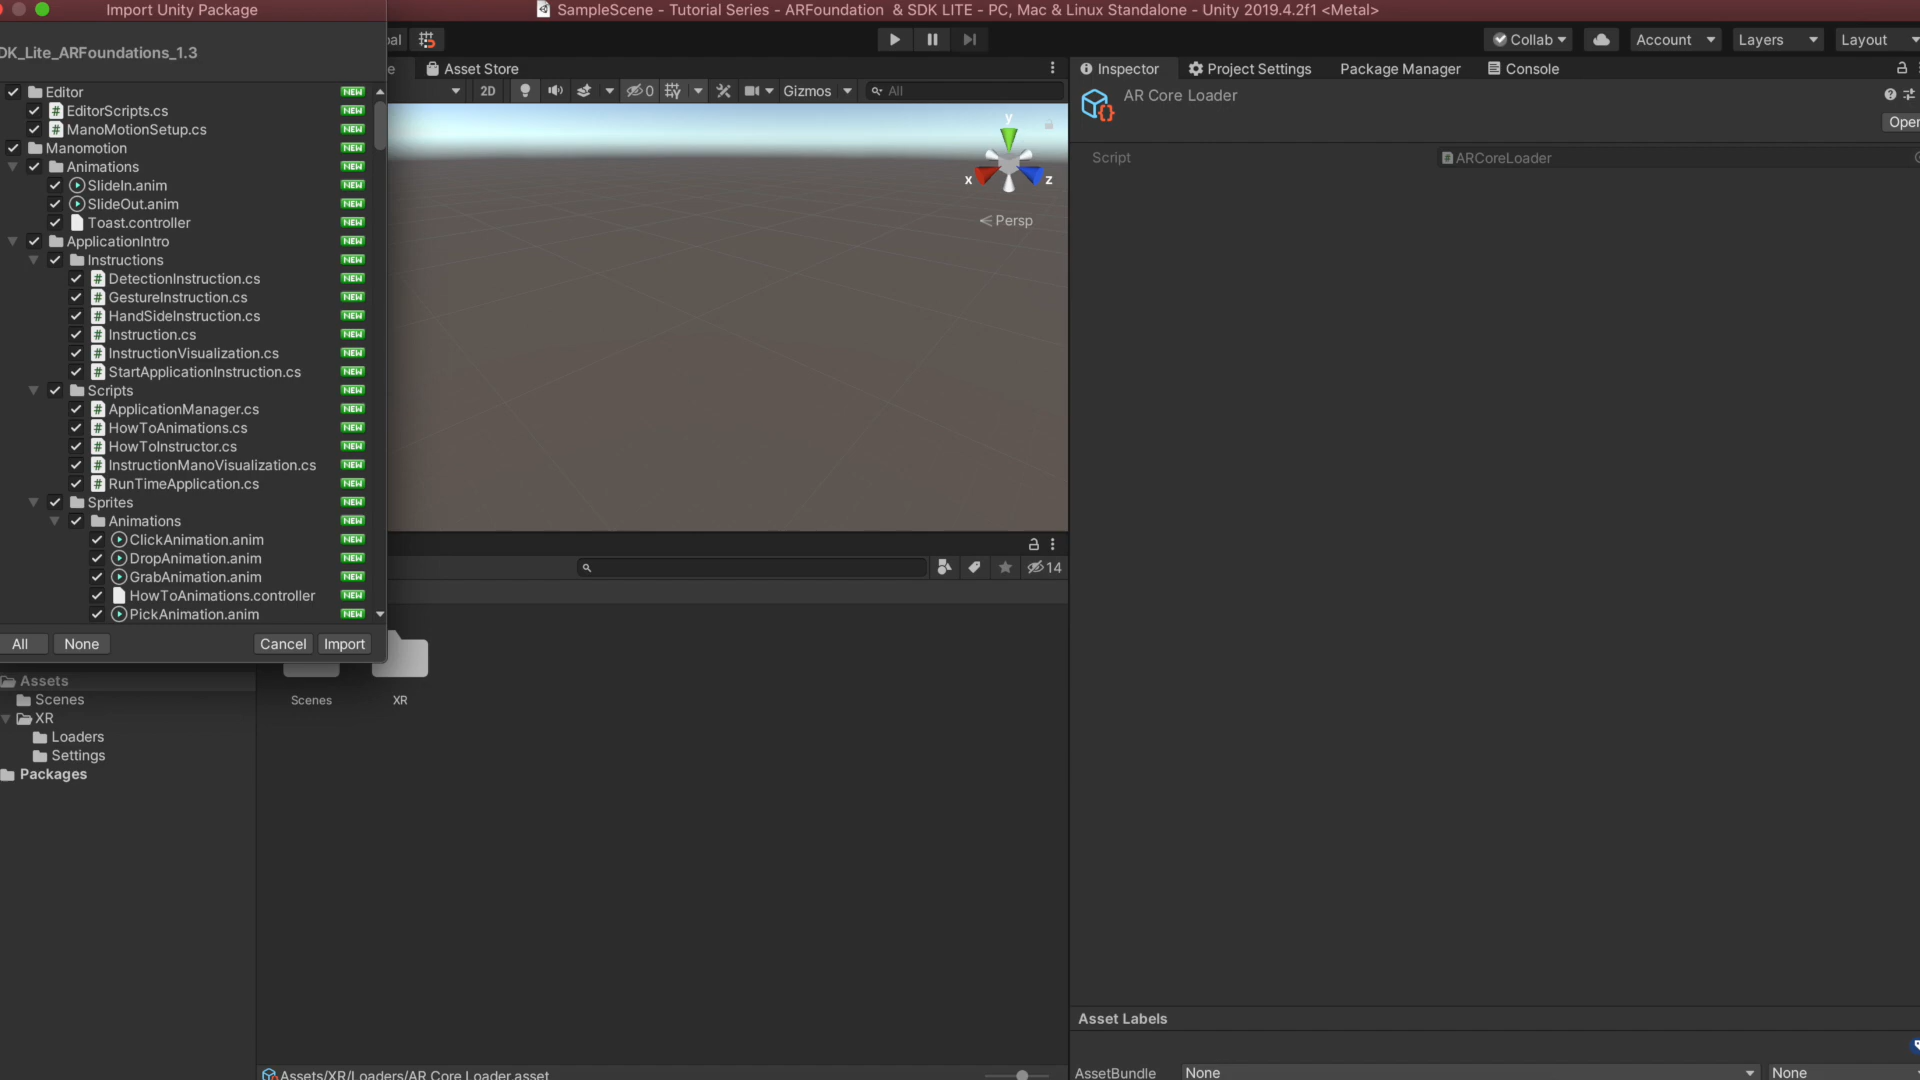 Import Unity Package
SampleScene - Tutorial Series - ARFoundation & SDK LITE - PC, Mac & Linux Standalone - Unity 2019.4.2f1 <Metal>
Collab
Account
Layers
Layout
DK_Lite_ARFoundations_1.3
Asset Store
Inspector
Project Settings
Package Manager
Console
2D
0
Gizmos
All
AR Core Loader
Open
Script
ARCoreLoader
y
x
z
Persp
Editor NEW
EditorScripts.cs NEW
ManoMotionSetup.cs NEW
Manomotion NEW
Animations NEW
SlideIn.anim NEW
SlideOut.anim NEW
Toast.controller NEW
ApplicationIntro NEW
Instructions NEW
DetectionInstruction.cs NEW
GestureInstruction.cs NEW
HandSideInstruction.cs NEW
Instruction.cs NEW
InstructionVisualization.cs NEW
StartApplicationInstruction.cs NEW
Scripts NEW
ApplicationManager.cs NEW
HowToAnimations.cs NEW
HowToInstructor.cs NEW
InstructionManoVisualization.cs NEW
RunTimeApplication.cs NEW
Sprites NEW
Animations NEW
ClickAnimation.anim NEW
DropAnimation.anim NEW
GrabAnimation.anim NEW
HowToAnimations.controller NEW
PickAnimation.anim NEW
All
None
Cancel
Import
14
Assets
Scenes
XR
Loaders
Settings
Packages
Scenes
XR
Assets/XR/Loaders/AR Core Loader.asset
Asset Labels
AssetBundle
None
None